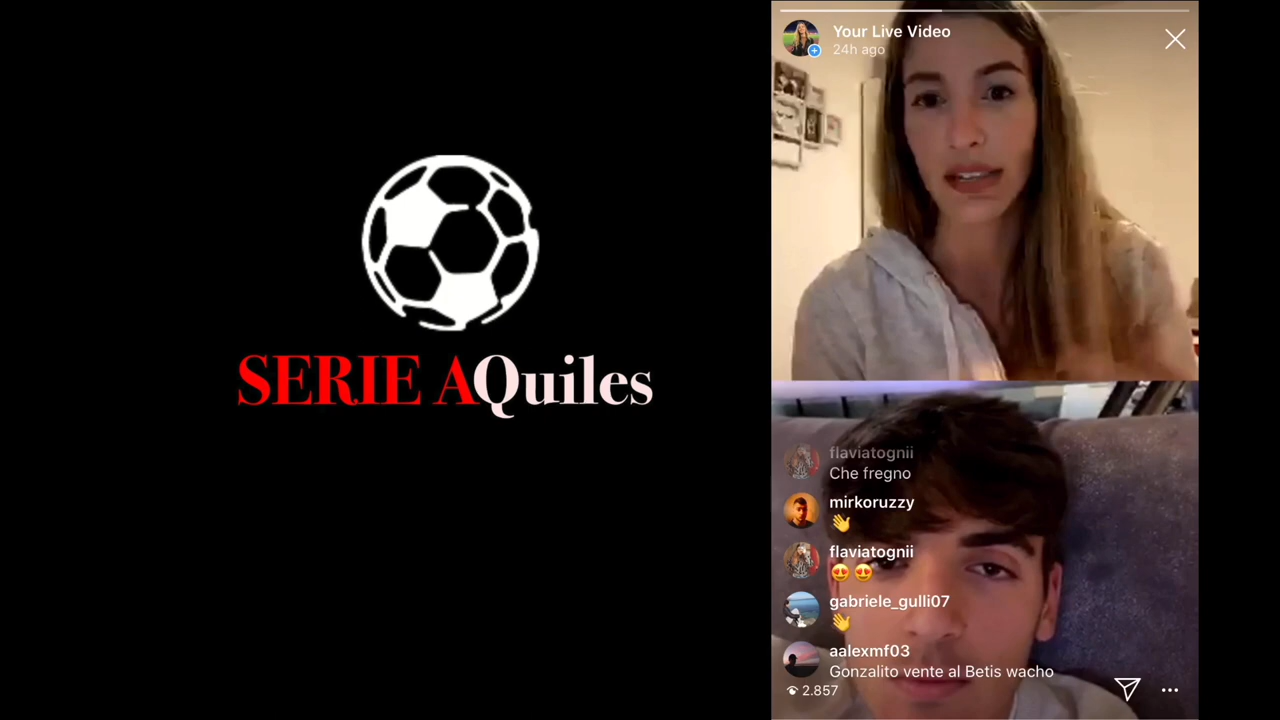 SERIE AQuiles
Your Live Video
24h ago
flaviatognii
Che fregno
mirkoruzzy
👋
flaviatognii
😍😍
gabriele_gulli07
👋
aalexmf03
Gonzalito vente al Betis wacho
2.857